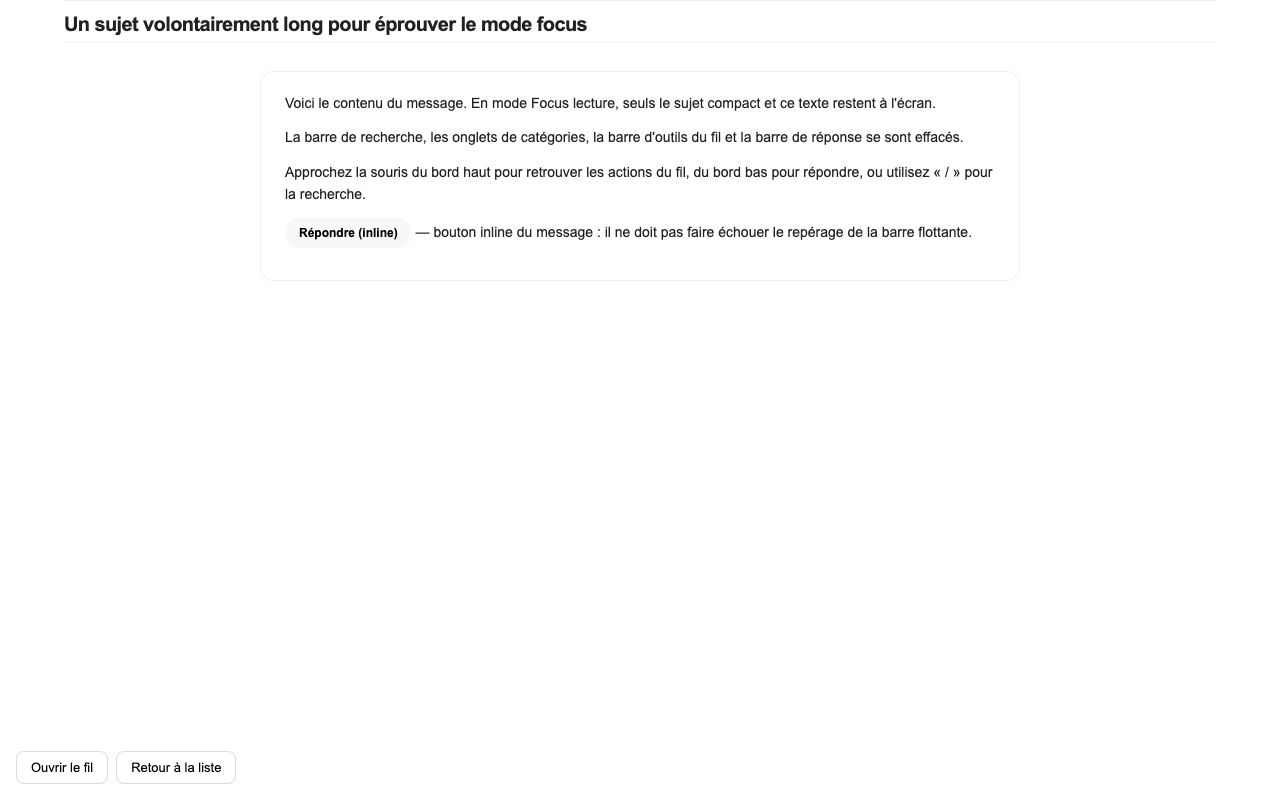 Un sujet volontairement long pour éprouver le mode focus
Voici le contenu du message. En mode Focus lecture, seuls le sujet compact et ce texte restent à l'écran.
La barre de recherche, les onglets de catégories, la barre d'outils du fil et la barre de réponse se sont effacés.
Approchez la souris du bord haut pour retrouver les actions du fil, du bord bas pour répondre, ou utilisez « / » pour
la recherche.
Répondre (inline) — bouton inline du message : il ne doit pas faire échouer le repérage de la barre flottante.
Ouvrir le fil Retour à la liste